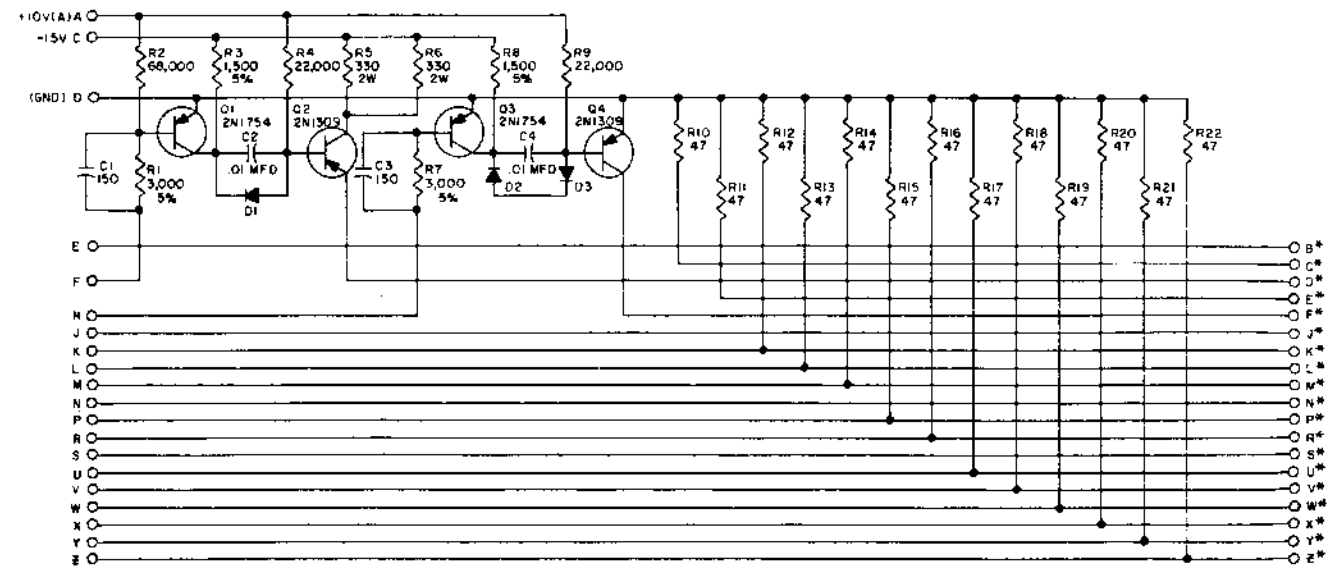 +10V(A)A
-15V C
R2
68,000
R3
1,500
5%
R4
22,000
R5
330
2W
R6
330
2W
R8
1,500
5%
R9
22,000
(GND) D
Q1
2N1754
C2
.01 MFD
Q2
2N1309
Q3
2N1754
C4
.01 MFD
Q4
2N1309
R10
47
R12
47
R14
47
R16
47
R18
47
R20
47
R22
47
C1
150
R1
3,000
5%
D1
C3
150
R7
3,000
5%
D2
D3
R11
47
R13
47
R15
47
R17
47
R19
47
R21
47
E
B*
C*
F
D*
E*
H
F*
J
J*
K
K*
L
L*
M
M*
N
N*
P
P*
R
R*
S
S*
U
U*
V
V*
W
W*
X
X*
Y
Y*
Z
Z*